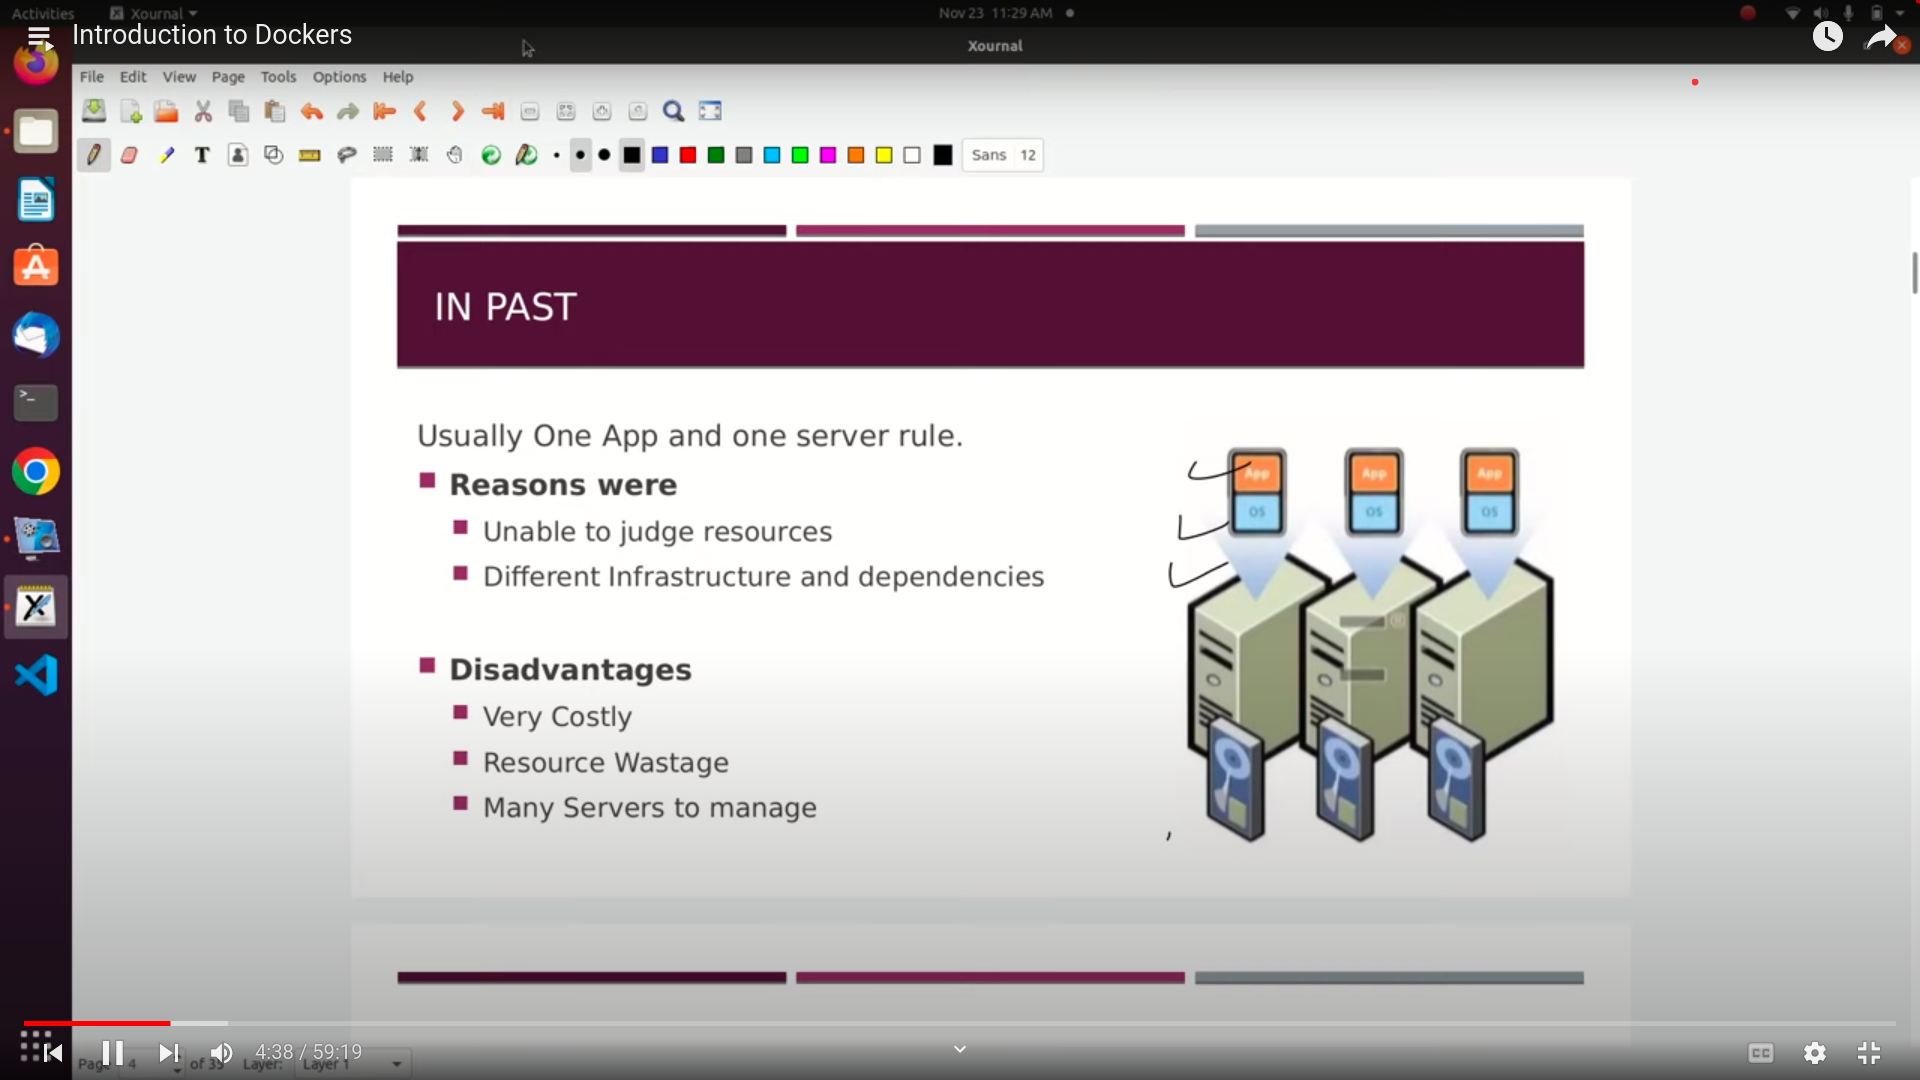 Activities Xournal Nov 23 11:29 AM
Introduction to Dockers
Xournal
File Edit View Page Tools Options Help
T Sans 12
IN PAST
Usually One App and one server rule.
Reasons were
Unable to judge resources
Different Infrastructure and dependencies
Disadvantages
Very Costly
Resource Wastage
Many Servers to manage
App App App
OS OS OS
4:38 / 59:19
CC
Page 4 of 35 Layer: Layer 1